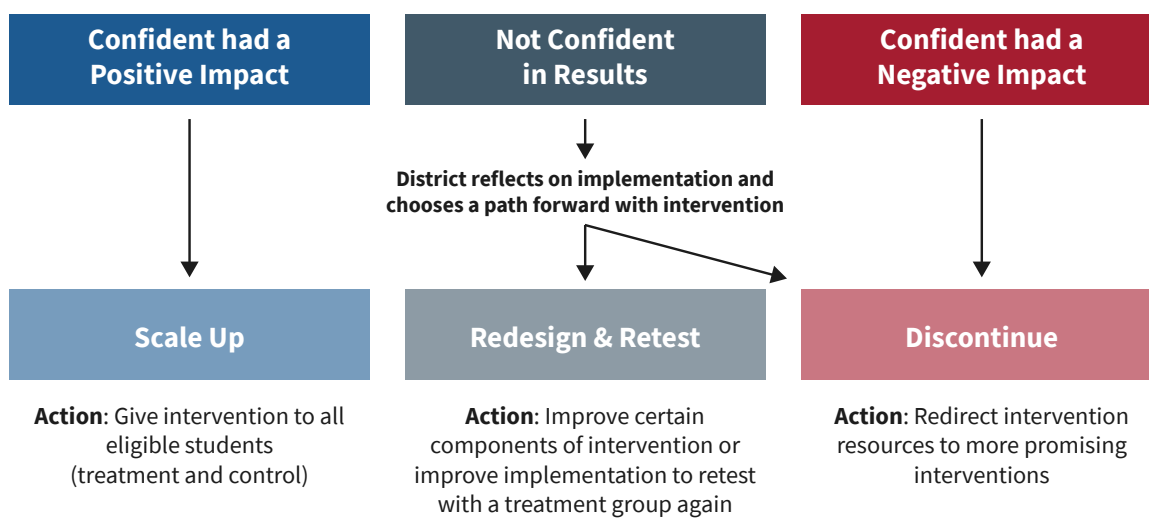 Confident had a
Positive Impact
Not Confident
in Results
Confident had a
Negative Impact
District reflects on implementation and
chooses a path forward with intervention
Scale Up
Redesign & Retest
Discontinue
Action: Give intervention to all
eligible students
(treatment and control)
Action: Improve certain
components of intervention or
improve implementation to retest
with a treatment group again
Action: Redirect intervention
resources to more promising
interventions